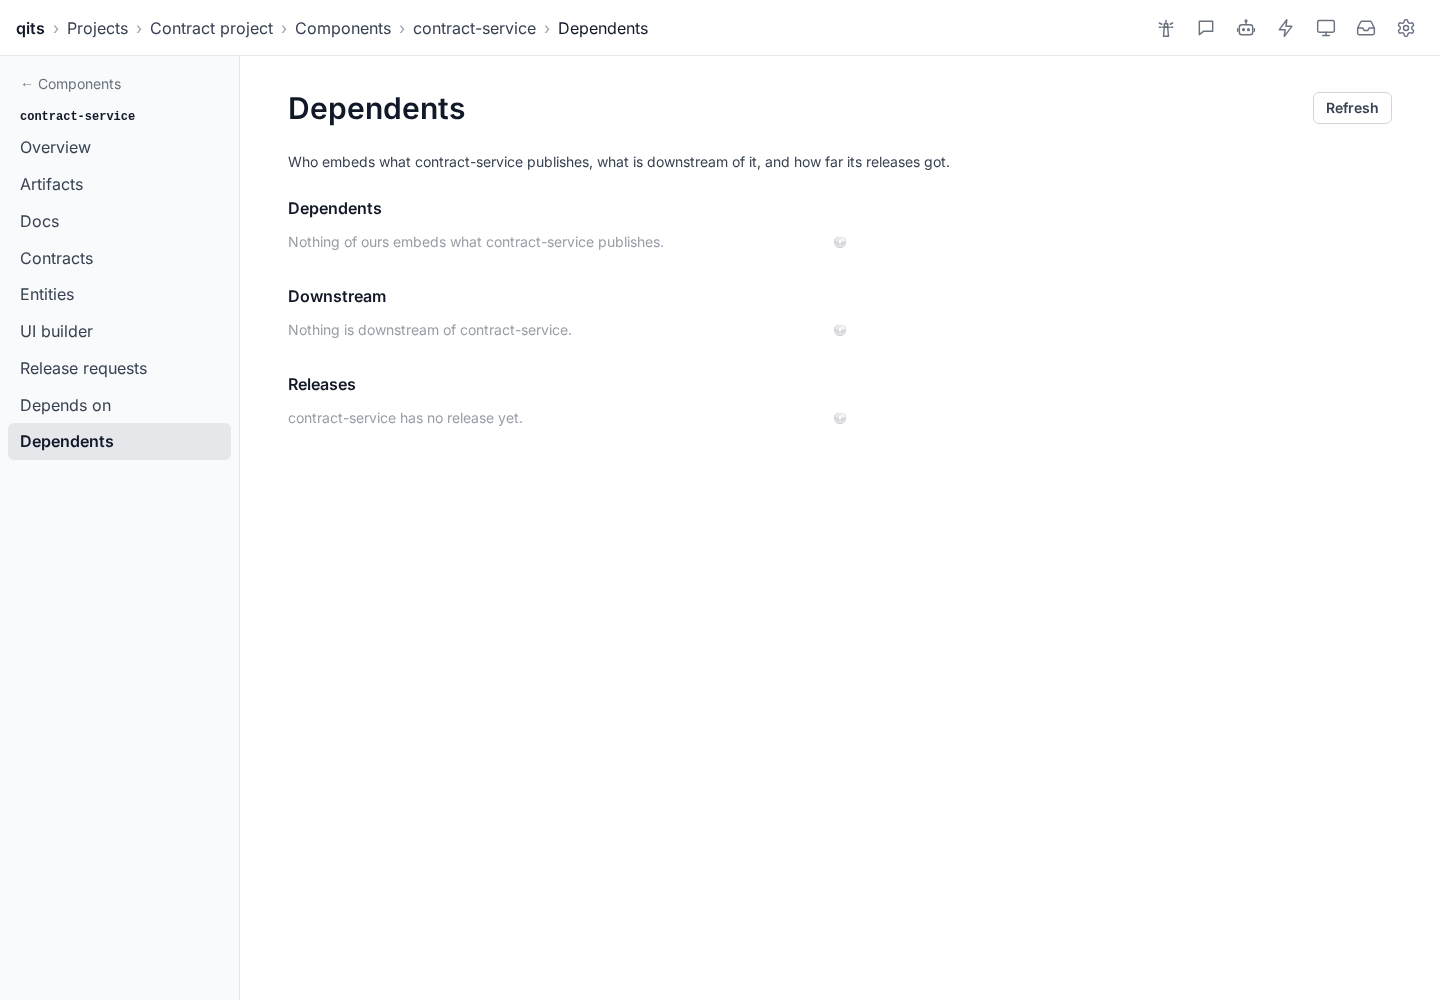 qits › Projects › Contract project › Components › contract-service › Dependents
← Components
contract-service
Overview
Artifacts
Docs
Contracts
Entities
UI builder
Release requests
Depends on
Dependents
Dependents
Refresh
Who embeds what contract-service publishes, what is downstream of it, and how far its releases got.
Dependents
Nothing of ours embeds what contract-service publishes.
Downstream
Nothing is downstream of contract-service.
Releases
contract-service has no release yet.